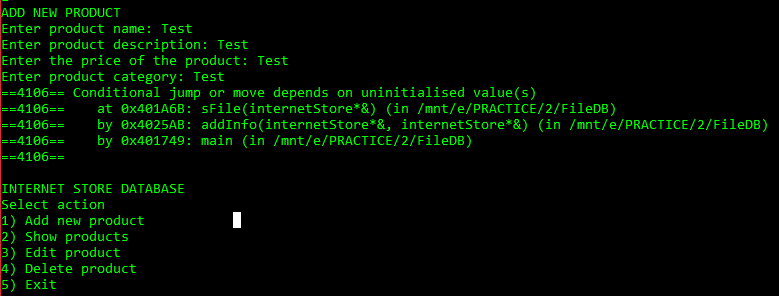 ADD NEW PRODUCT
Enter product name: Test
Enter product description: Test
Enter the price of the product: Test
Enter product category: Test
==4106== Conditional jump or move depends on uninitialised value(s)
==4106==    at 0x401A6B: sFile(internetStore*&) (in /mnt/e/PRACTICE/2/FileDB)
==4106==    by 0x4025AB: addInfo(internetStore*&, internetStore*&) (in /mnt/e/PRACTICE/2/FileDB)
==4106==    by 0x401749: main (in /mnt/e/PRACTICE/2/FileDB)
==4106==
INTERNET STORE DATABASE
Select action
1) Add new product
2) Show products
3) Edit product
4) Delete product
5) Exit